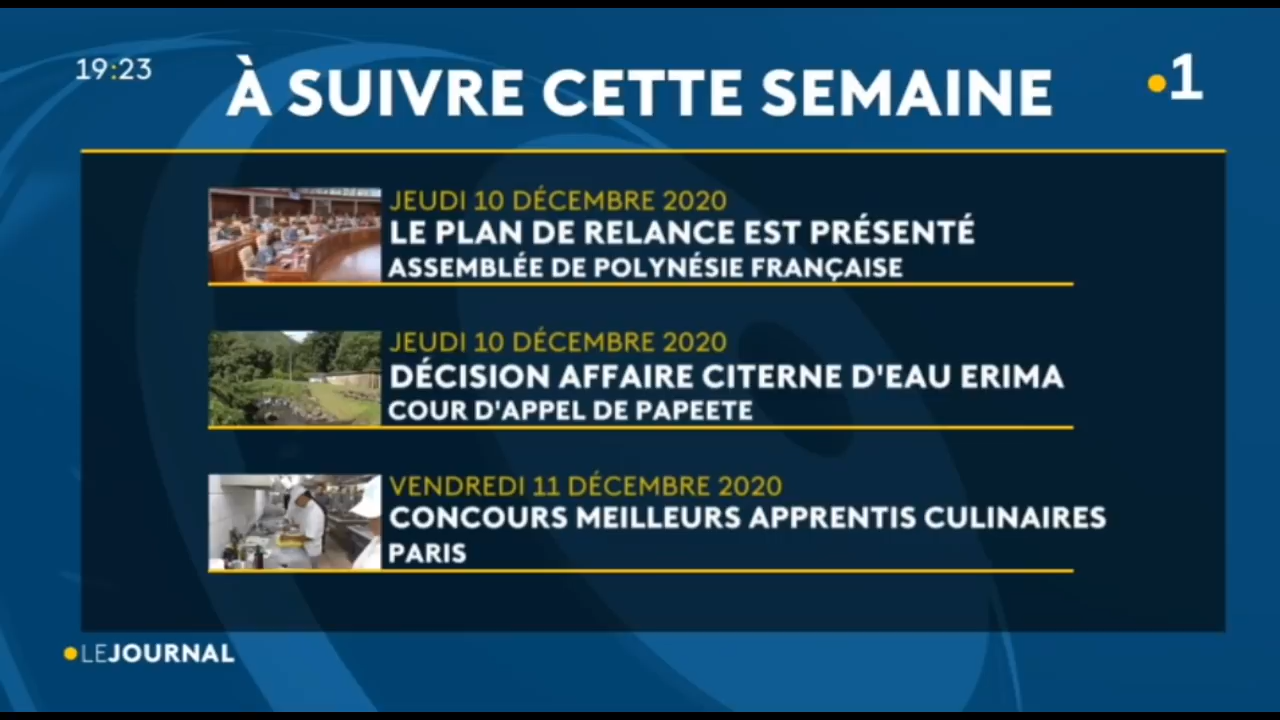 19:23
À SUIVRE CETTE SEMAINE
1
JEUDI 10 DÉCEMBRE 2020
LE PLAN DE RELANCE EST PRÉSENTÉ
ASSEMBLÉE DE POLYNÉSIE FRANÇAISE
JEUDI 10 DÉCEMBRE 2020
DÉCISION AFFAIRE CITERNE D'EAU ERIMA
COUR D'APPEL DE PAPEETE
VENDREDI 11 DÉCEMBRE 2020
CONCOURS MEILLEURS APPRENTIS CULINAIRES
PARIS
LEJOURNAL